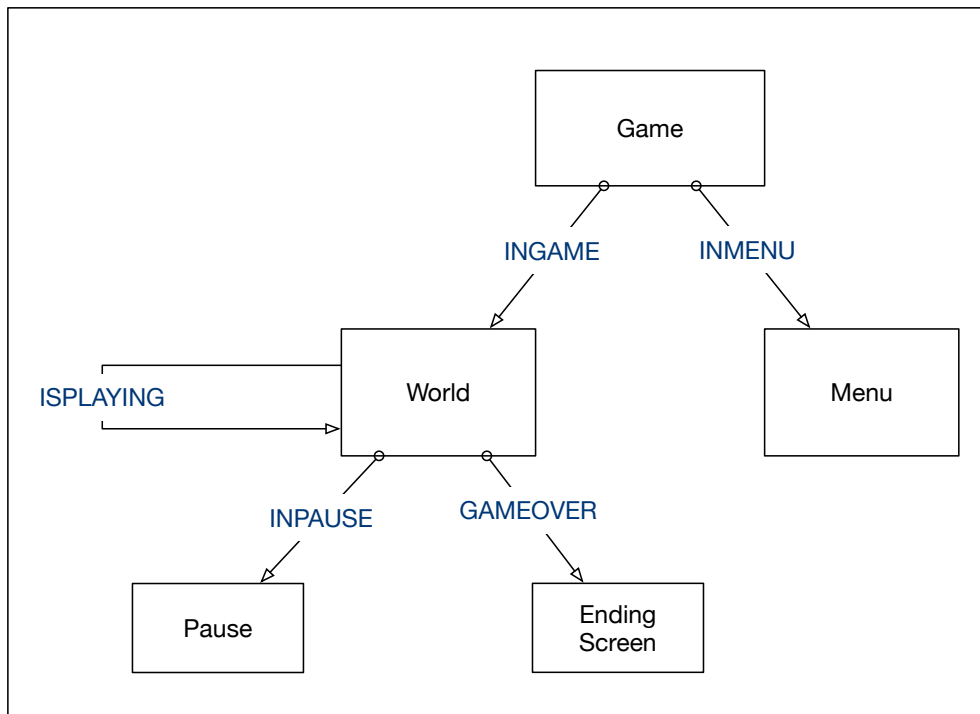 Game
INGAME
INMENU
World
Menu
ISPLAYING
INPAUSE
GAMEOVER
Pause
Ending
Screen